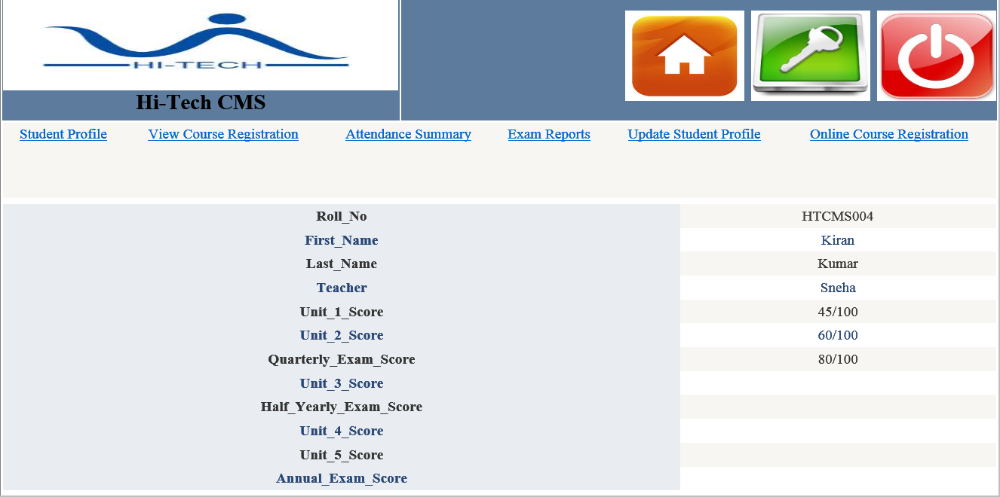 HI-TECH
Hi-Tech CMS
Student Profile View Course Registration Attendance Summary Exam Reports Update Student Profile Online Course Registration
Roll_No HTCMS004
First_Name Kiran
Last_Name Kumar
Teacher Sneha
Unit_1_Score 45/100
Unit_2_Score 60/100
Quarterly_Exam_Score 80/100
Unit_3_Score
Half_Yearly_Exam_Score
Unit_4_Score
Unit_5_Score
Annual_Exam_Score